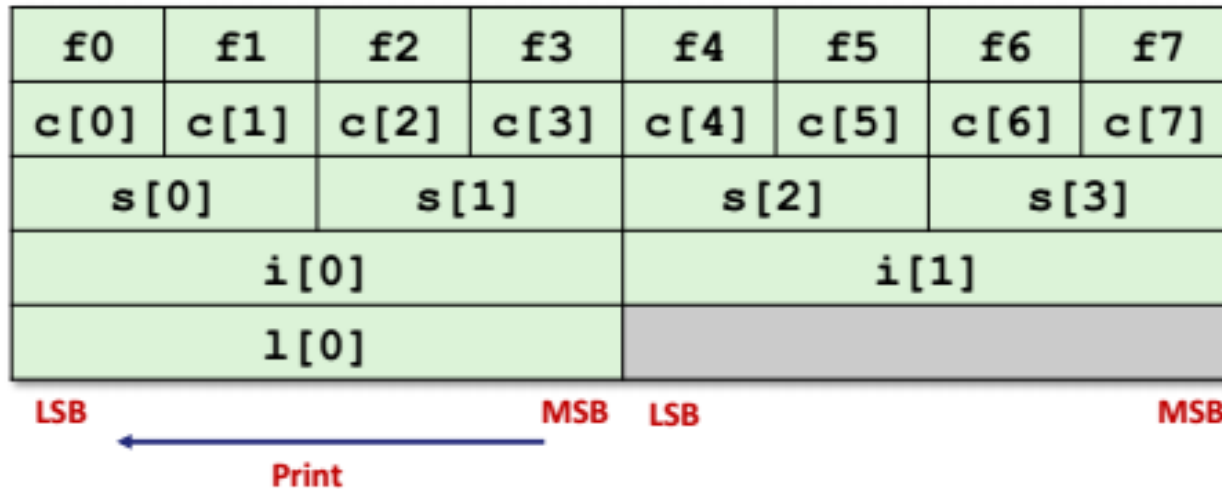 f0 f1 f2 f3 f4 f5 f6 f7
c[0] c[1] c[2] c[3] c[4] c[5] c[6] c[7]
s[0] s[1] s[2] s[3]
i[0] i[1]
l[0]
LSB MSB LSB MSB
Print